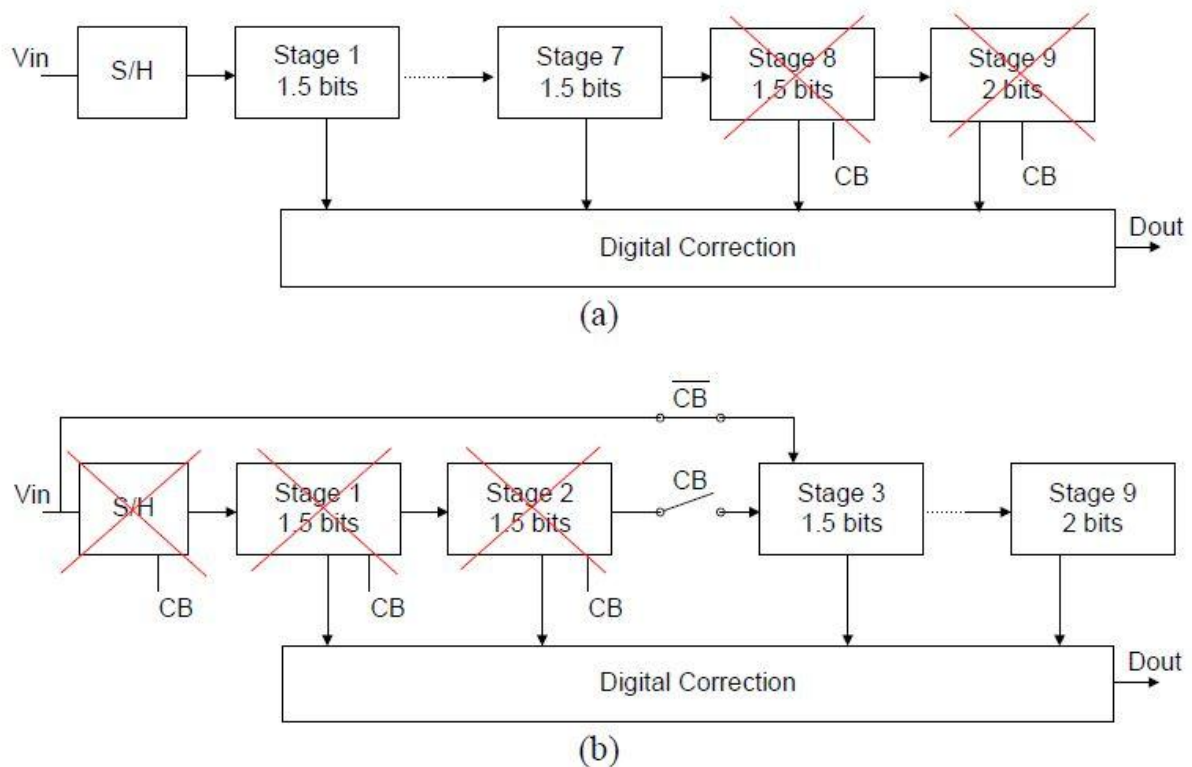 Vin
S/H
Stage 1
1.5 bits
Stage 7
1.5 bits
Stage 8
1.5 bits
Stage 9
2 bits
CB
CB
Digital Correction
Dout
(a)
CB
Vin
S/H
Stage 1
1.5 bits
Stage 2
1.5 bits
CB
Stage 3
1.5 bits
Stage 9
2 bits
CB
CB
CB
Digital Correction
Dout
(b)